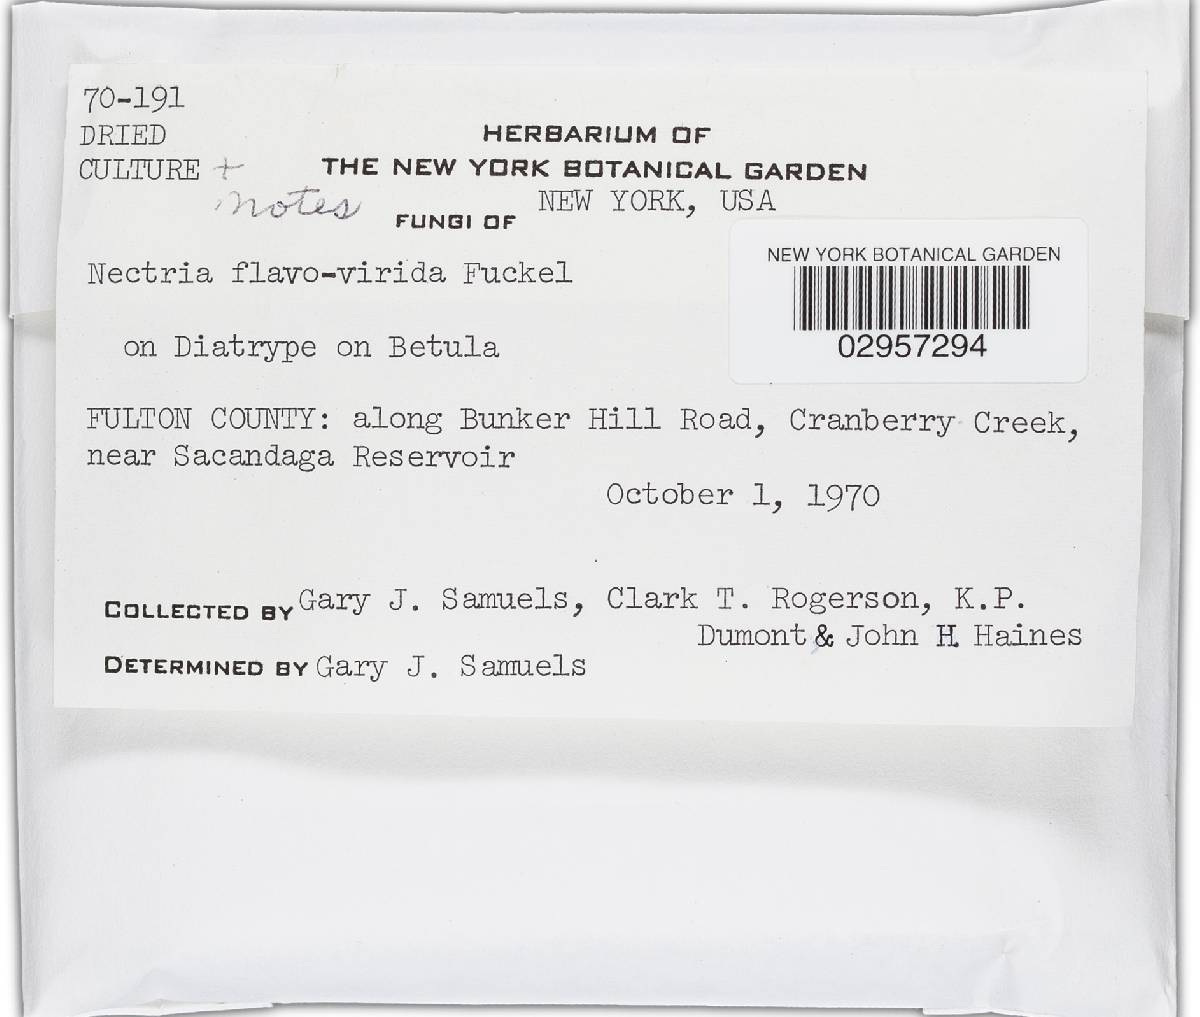 70-191
DRIED
CULTURE +
notes
HERBARIUM OF
THE NEW YORK BOTANICAL GARDEN
FUNGI OF NEW YORK, USA
NEW YORK BOTANICAL GARDEN
02957294
Nectria flavo-virida Fuckel
on Diatrype on Betula
FULTON COUNTY: along Bunker Hill Road, Cranberry Creek,
near Sacandaga Reservoir
October 1, 1970
COLLECTED BY Gary J. Samuels, Clark T. Rogerson, K.P.
Dumont & John H. Haines
DETERMINED BY Gary J. Samuels